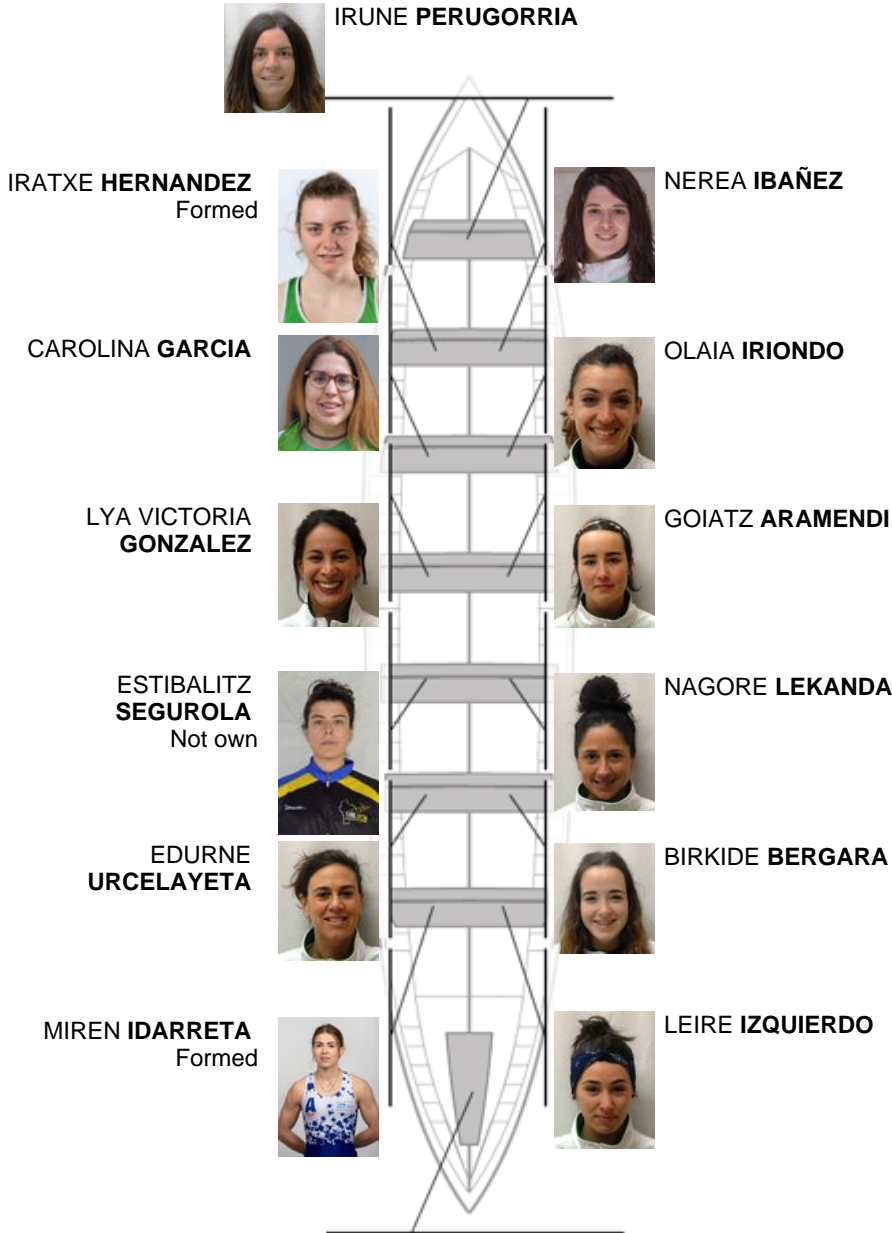 IRUNE PERUGORRIA
IRATXE HERNANDEZ
Formed
NEREA IBAÑEZ
CAROLINA GARCIA
OLAIA IRIONDO
LYA VICTORIA
GONZALEZ
GOIATZ ARAMENDI
ESTIBALITZ
SEGUROLA
Not own
NAGORE LEKANDA
EDURNE
URCELAYETA
BIRKIDE BERGARA
MIREN IDARRETA
Formed
LEIRE IZQUIERDO